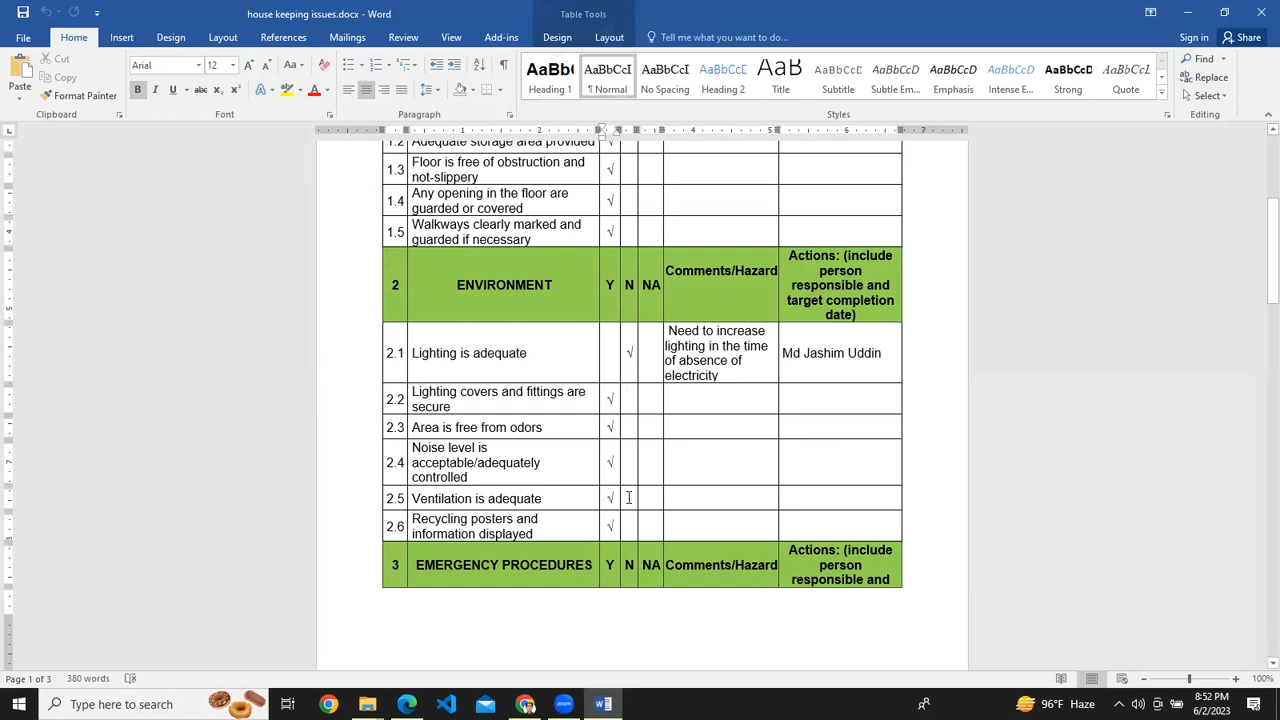 house keeping issues.docx - Word
Table Tools
File Home Insert Design Layout References Mailings Review View Add-ins Design Layout Tell me what you want to do... Sign in Share
Paste
Cut
Copy
Format Painter
Arial 12
Clipboard Font Paragraph Styles Editing
AaBbC Heading 1
AaBbCcI ¶ Normal
AaBbCcI No Spacing
AaBbCcD Heading 2
AaB Title
AaBbCcD Subtitle
AaBbCcD Subtle Em...
AaBbCcD Emphasis
AaBbCcD Intense E...
AaBbCcD Strong
AaBbCcD Quote
Find
Replace
Select
1.2 Adequate storage area provided √
1.3 Floor is free of obstruction and
not-slippery √
1.4 Any opening in the floor are
guarded or covered √
1.5 Walkways clearly marked and
guarded if necessary √
2 ENVIRONMENT Y N NA Comments/Hazard Actions: (include
person
responsible and
target completion
date)
2.1 Lighting is adequate √ Need to increase
lighting in the time
of absence of
electricity
Md Jashim Uddin
2.2 Lighting covers and fittings are
secure √
2.3 Area is free from odors √
2.4 Noise level is
acceptable/adequately
controlled √
2.5 Ventilation is adequate √
2.6 Recycling posters and
information displayed √
3 EMERGENCY PROCEDURES Y N NA Comments/Hazard Actions: (include
person
responsible and
Page 1 of 3 380 words 100%
Type here to search
96°F Haze
8:52 PM
6/2/2023